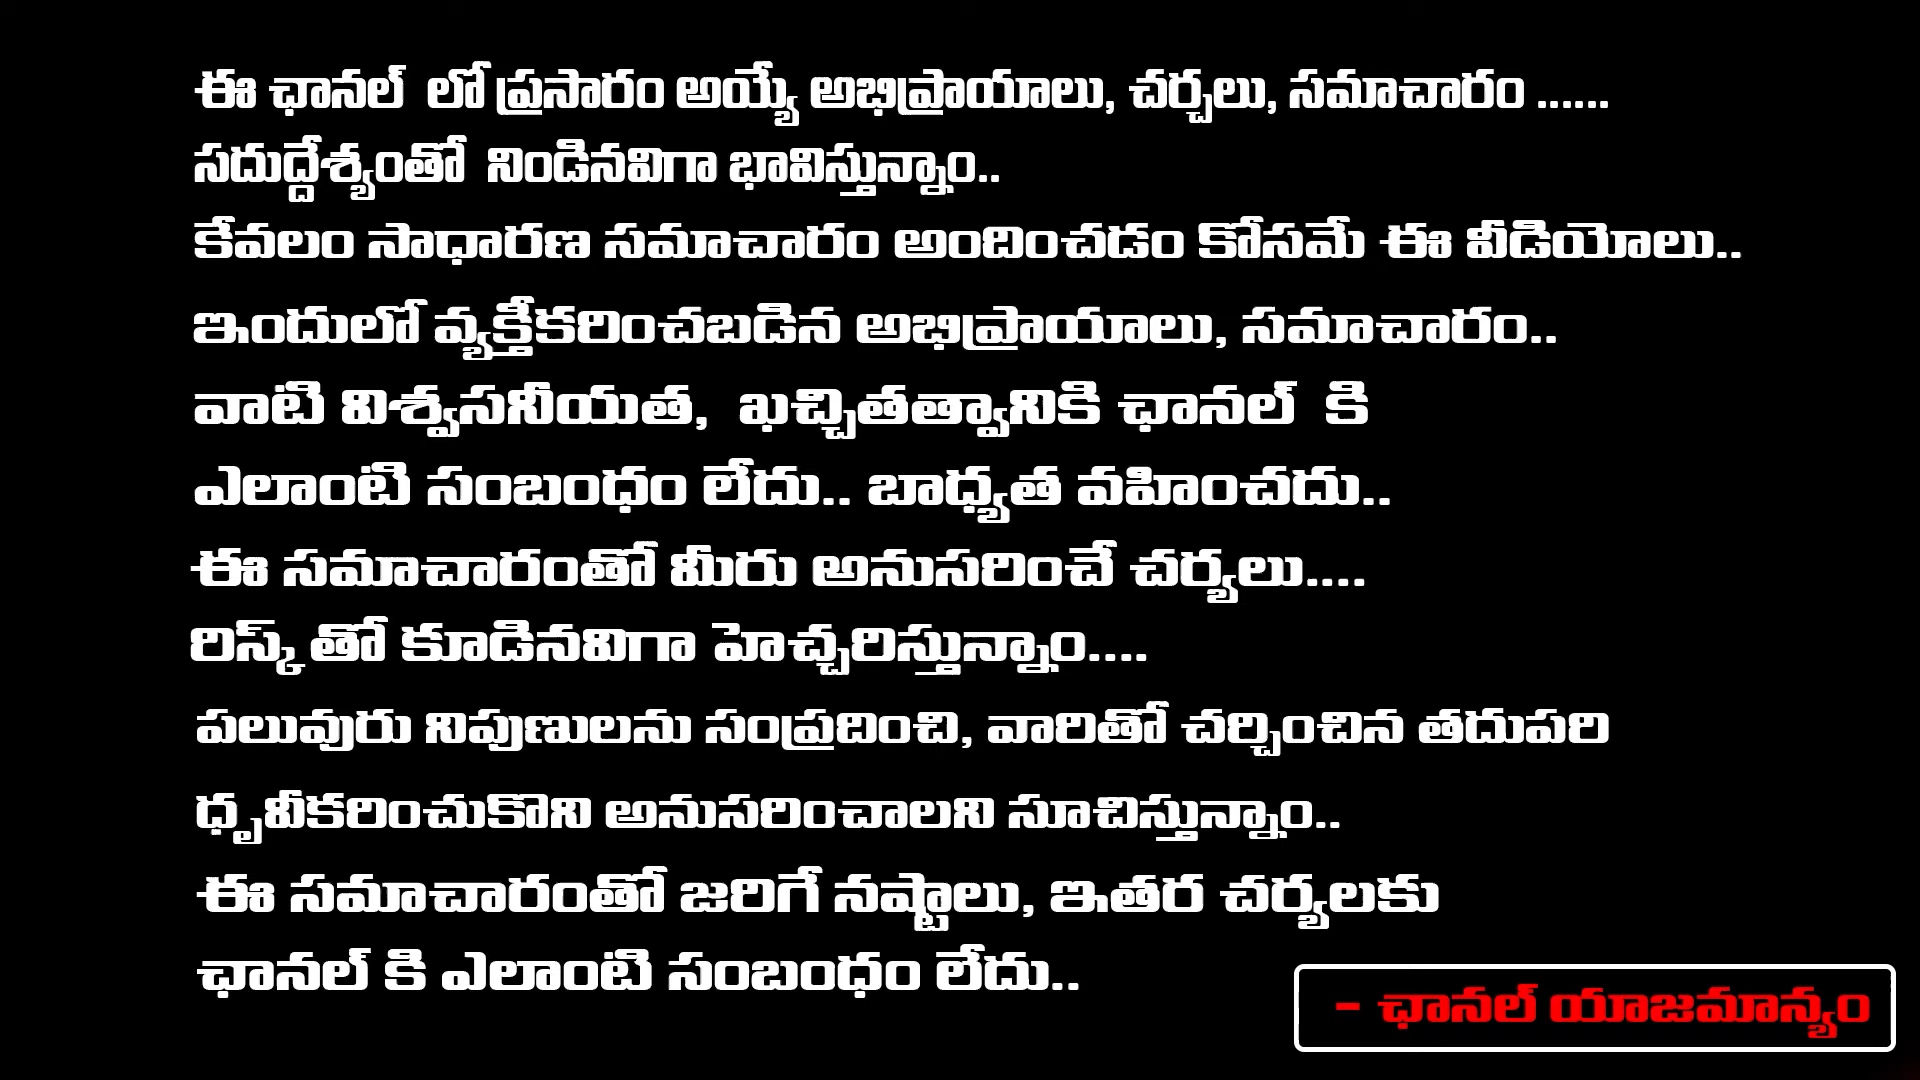 ఈ ఛానల్ లో ప్రసారం అయ్యే అభిప్రాయాలు, చర్చలు, సమాచారం ......
సదుద్దేశ్యంతో నిండినవిగా భావిస్తున్నాం..
కేవలం సాధారణ సమాచారం అందించడం కోసమే ఈ వీడియోలు..
ఇందులో వ్యక్తీకరించబడిన అభిప్రాయాలు, సమాచారం..
వాటి విశ్వసనీయత, ఖచ్చితత్వానికి ఛానల్ కి
ఎలాంటి సంబంధం లేదు.. బాధ్యత వహించదు..
ఈ సమాచారంతో మీరు అనుసరించే చర్యలు....
రిస్క్ తో కూడినవిగా హెచ్చరిస్తున్నాం....
పలువురు నిపుణులను సంప్రదించి, వారితో చర్చించిన తదుపరి
ధృవీకరించుకొని అనుసరించాలని సూచిస్తున్నాం..
ఈ సమాచారంతో జరిగే నష్టాలు, ఇతర చర్యలకు
ఛానల్ కి ఎలాంటి సంబంధం లేదు..
- ఛానల్ యాజమాన్యం